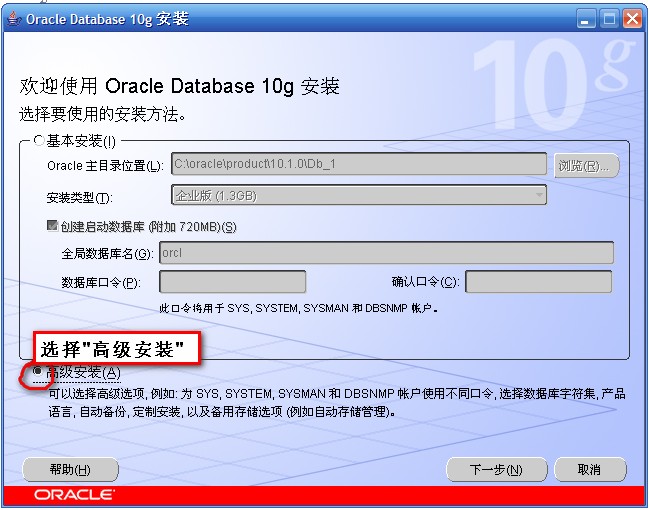 Oracle Database 10g 安装
10g
欢迎使用 Oracle Database 10g 安装
选择要使用的安装方法。
基本安装(I)
Oracle 主目录位置(L): C:\oracle\product\10.1.0\Db_1 浏览(R)...
安装类型(T): 企业版 (1.3GB)
创建启动数据库 (附加 720MB)(S)
全局数据库名(G): orcl
数据库口令(P): 确认口令(C):
此口令将用于 SYS, SYSTEM, SYSMAN 和 DBSNMP 帐户。
选择"高级安装"
高级安装(A)
可以选择高级选项, 例如: 为 SYS, SYSTEM, SYSMAN 和 DBSNMP 帐户使用不同口令, 选择数据库字符集, 产品
语言, 自动备份, 定制安装, 以及备用存储选项 (例如自动存储管理)。
帮助(H) 下一步(N) 取消
ORACLE